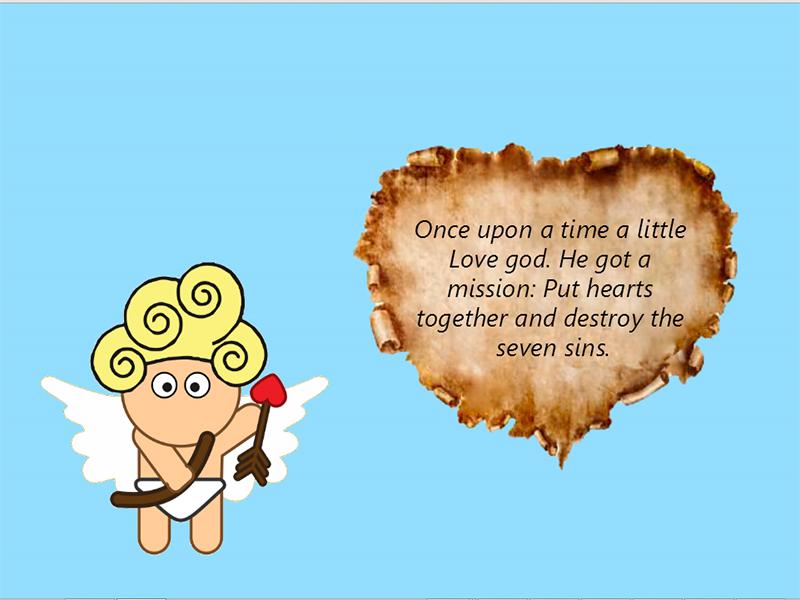 Once upon a time a little
Love god. He got a
mission: Put hearts
together and destroy the
seven sins.